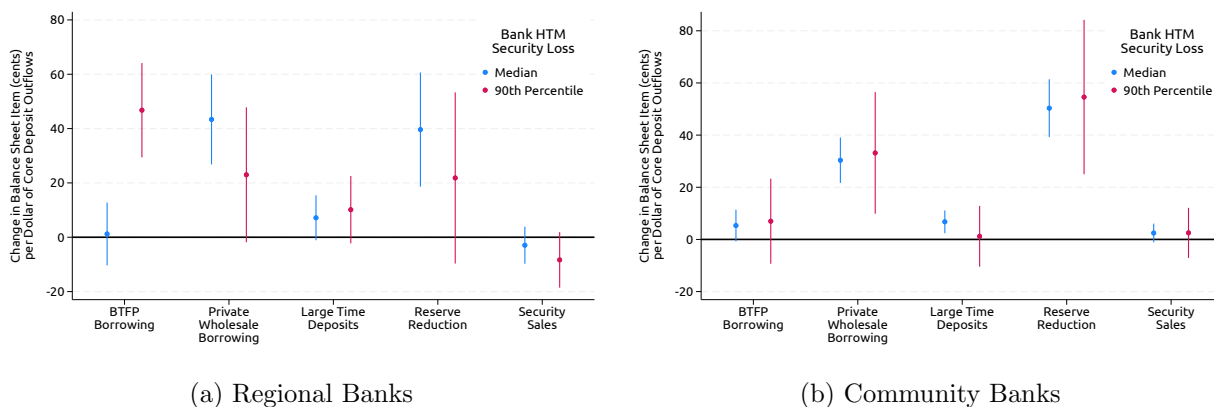 Change in Balance Sheet Item (cents)
per Dollar of Core Deposit Outflows
80
60
40
20
0
-20
Bank HTM
Security Loss
Median
90th Percentile
BTFP
Borrowing
Private
Wholesale
Borrowing
Large Time
Deposits
Reserve
Reduction
Security
Sales
(a) Regional Banks
Change in Balance Sheet Item (cents)
per Dollar of Core Deposit Outflows
80
60
40
20
0
-20
Bank HTM
Security Loss
Median
90th Percentile
BTFP
Borrowing
Private
Wholesale
Borrowing
Large Time
Deposits
Reserve
Reduction
Security
Sales
(b) Community Banks